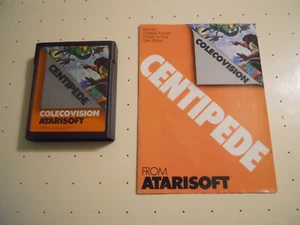 COLECOVISION
CENTIPEDE
ATARISOFT
COLECOVISION
CENTIPEDE
FROM
ATARISOFT